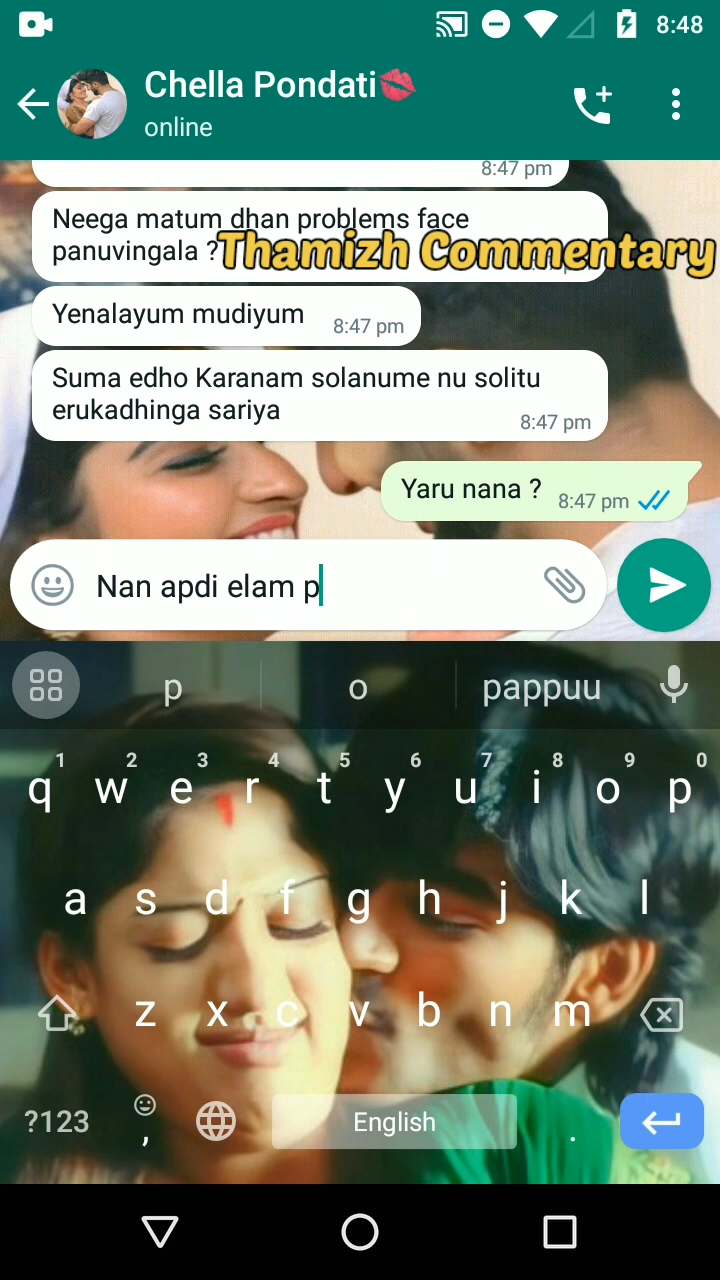 8:48
Chella Pondati💋
online
8:47 pm
Neega matum dhan problems face
panuvingala ?
Thamizh Commentary
Yenalayum mudiyum
8:47 pm
Suma edho Karanam solanume nu solitu
erukadhinga sariya
8:47 pm
Yaru nana ?
8:47 pm
Nan apdi elam p
p o pappuu
1 2 3 4 5 6 7 8 9 0
q w e r t y u i o p
a s d f g h j k l
z x c v b n m
?123 , English .